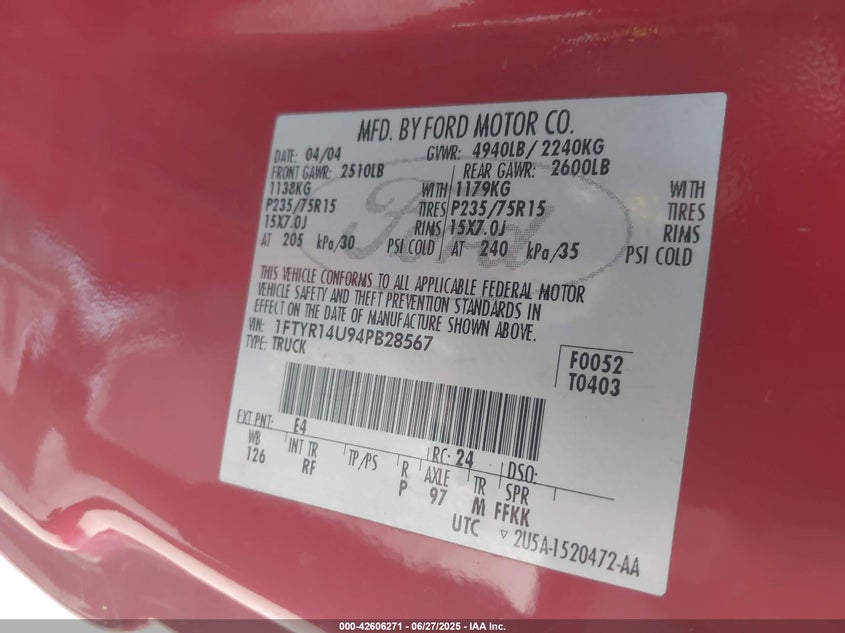 MFD. BY FORD MOTOR CO.
DATE: 04/04 GVWR: 4940LB/ 2240KG
FRONT GAWR: 2510LB REAR GAWR: 2600LB
1138KG WITH 1179KG WITH
P235/75R15 TIRES P235/75R15 TIRES
15X7.0J RIMS 15X7.0J RIMS
AT 205 kPa/30 PSI COLD AT 240 kPa/35 PSI COLD
Ford
THIS VEHICLE CONFORMS TO ALL APPLICABLE FEDERAL MOTOR
VEHICLE SAFETY AND THEFT PREVENTION STANDARDS IN
EFFECT ON THE DATE OF MANUFACTURE SHOWN ABOVE.
VIN: 1FTYR14U94PB28567
TYPE: TRUCK
F0052
T0403
EXT PNT: E4 RC: 24 DSO:
WB INT TR TP/PS R AXLE TR SPR
126 RF P 97 M FFKK
UTC ▽ 2U5A-1520472-AA
000-42606271 - 06/27/2025 - IAA Inc.